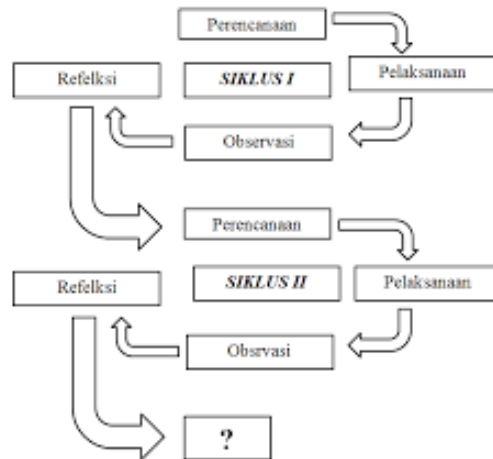 Perencanaan
Refelksi
SIKLUS I
Pelaksanaan
Observasi
Perencanaan
Refelksi
SIKLUS II
Pelaksanaan
Obsrvasi
?